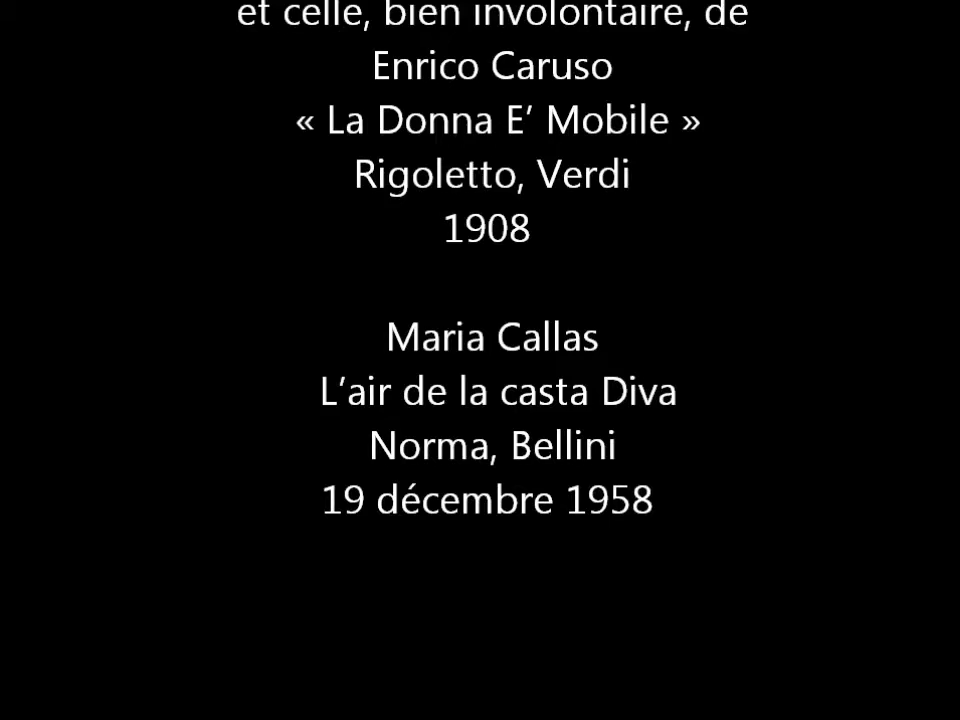 et celle, bien involontaire, de
Enrico Caruso
« La Donna E’ Mobile »
Rigoletto, Verdi
1908
Maria Callas
L’air de la casta Diva
Norma, Bellini
19 décembre 1958